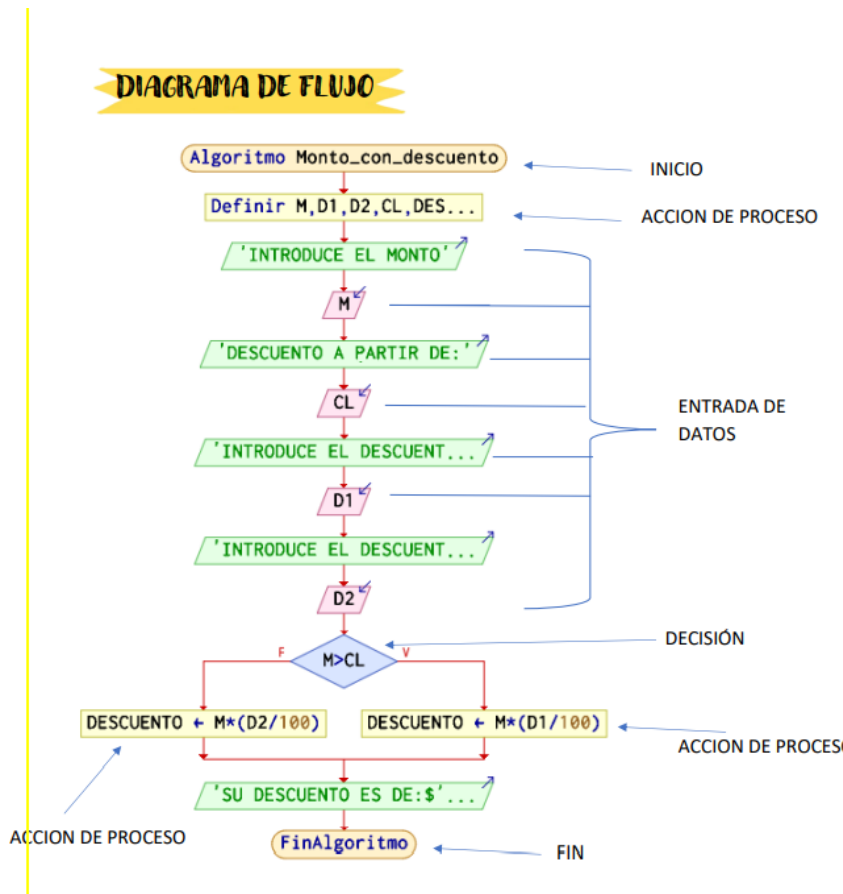 DIAGRAMA DE FLUJO
Algoritmo Monto_con_descuento
INICIO
Definir M,D1,D2,CL,DES...
ACCION DE PROCESO
'INTRODUCE EL MONTO'
M
'DESCUENTO A PARTIR DE:'
CL
ENTRADA DE
DATOS
'INTRODUCE EL DESCUENT...
D1
'INTRODUCE EL DESCUENT...
D2
DECISIÓN
F
M>CL
V
DESCUENTO ← M*(D2/100)
DESCUENTO ← M*(D1/100)
ACCION DE PROCESO
'SU DESCUENTO ES DE:$'...
ACCION DE PROCESO
FinAlgoritmo
FIN